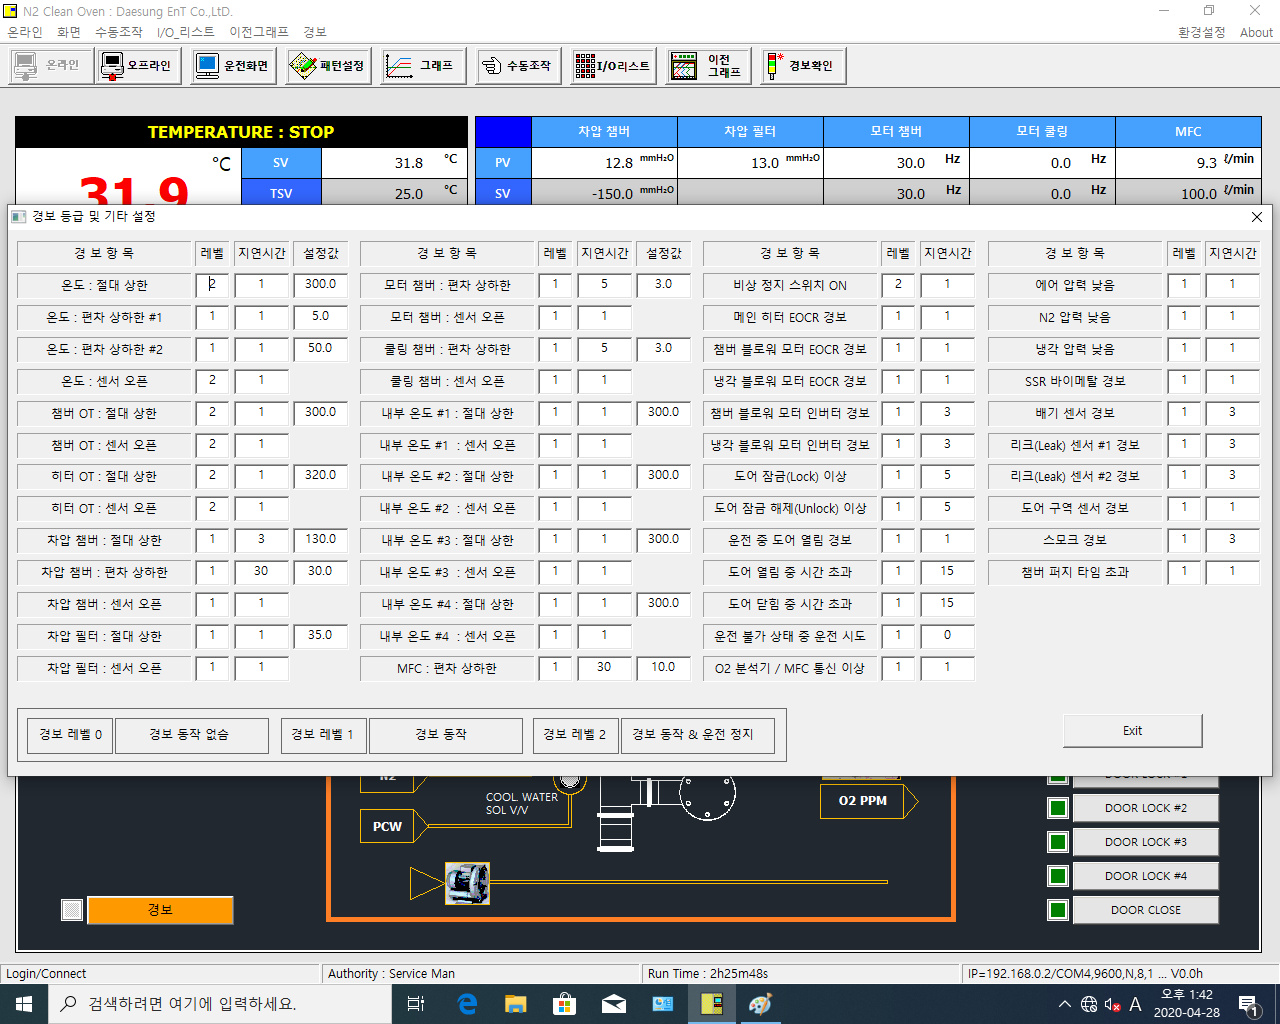 N2 Clean Oven : Daesung EnT Co.,LtD.
온라인 화면 수동조작 I/O_리스트 이전그래프 경보 환경설정 About
온라인 오프라인 운전화면 패턴설정 그래프 수동조작 I/O리스트 이전 그래프 경보확인
TEMPERATURE : STOP 차압 챔버 차압 필터 모터 챔버 모터 쿨링 MFC
31.9 ℃ SV 31.8 ℃ PV 12.8 mmH2O 13.0 mmH2O 30.0 Hz 0.0 Hz 9.3 ℓ/min
TSV 25.0 ℃ SV -150.0 mmH2O 30.0 Hz 0.0 Hz 100.0 ℓ/min
경보 등급 및 기타 설정
경 보 항 목 레벨 지연시간 설정값 경 보 항 목 레벨 지연시간 설정값 경 보 항 목 레벨 지연시간 경 보 항 목 레벨 지연시간
온도 : 절대 상한 2 1 300.0 모터 챔버 : 편차 상하한 1 5 3.0 비상 정지 스위치 ON 2 1 에어 압력 낮음 1 1
온도 : 편차 상하한 #1 1 1 5.0 모터 챔버 : 센서 오픈 1 1 메인 히터 EOCR 경보 1 1 N2 압력 낮음 1 1
온도 : 편차 상하한 #2 1 1 50.0 쿨링 챔버 : 편차 상하한 1 5 3.0 챔버 블로워 모터 EOCR 경보 1 1 냉각 압력 낮음 1 1
온도 : 센서 오픈 2 1 쿨링 챔버 : 센서 오픈 1 1 냉각 블로워 모터 EOCR 경보 1 1 SSR 바이메탈 경보 1 1
챔버 OT : 절대 상한 2 1 300.0 내부 온도 #1 : 절대 상한 1 1 300.0 챔버 블로워 모터 인버터 경보 1 3 배기 센서 경보 1 3
챔버 OT : 센서 오픈 2 1 내부 온도 #1 : 센서 오픈 1 1 냉각 블로워 모터 인버터 경보 1 3 리크(Leak) 센서 #1 경보 1 3
히터 OT : 절대 상한 2 1 320.0 내부 온도 #2 : 절대 상한 1 1 300.0 도어 잠금(Lock) 이상 1 5 리크(Leak) 센서 #2 경보 1 3
히터 OT : 센서 오픈 2 1 내부 온도 #2 : 센서 오픈 1 1 도어 잠금 해제(Unlock) 이상 1 5 도어 구역 센서 경보 1 1
차압 챔버 : 절대 상한 1 3 130.0 내부 온도 #3 : 절대 상한 1 1 300.0 운전 중 도어 열림 경보 1 1 스모크 경보 1 3
차압 챔버 : 편차 상하한 1 30 30.0 내부 온도 #3 : 센서 오픈 1 1 도어 열림 중 시간 초과 1 15 챔버 퍼지 타임 초과 1 1
차압 챔버 : 센서 오픈 1 1 내부 온도 #4 : 절대 상한 1 1 300.0 도어 닫힘 중 시간 초과 1 15
차압 필터 : 절대 상한 1 1 35.0 내부 온도 #4 : 센서 오픈 1 1 운전 불가 상태 중 운전 시도 1 0
차압 필터 : 센서 오픈 1 1 MFC : 편차 상하한 1 30 10.0 O2 분석기 / MFC 통신 이상 1 1
경보 레벨 0 경보 동작 없슴 경보 레벨 1 경보 동작 경보 레벨 2 경보 동작 & 운전 정지 Exit
N2 DOOR LOCK #1
COOL WATER
SOL V/V
O2 PPM DOOR LOCK #2
PCW
DOOR LOCK #3
DOOR LOCK #4
경보 DOOR CLOSE
Login/Connect Authority : Service Man Run Time : 2h25m48s IP=192.168.0.2/COM4,9600,N,8,1 ... V0.0h
검색하려면 여기에 입력하세요. A 오후 1:42
2020-04-28 1